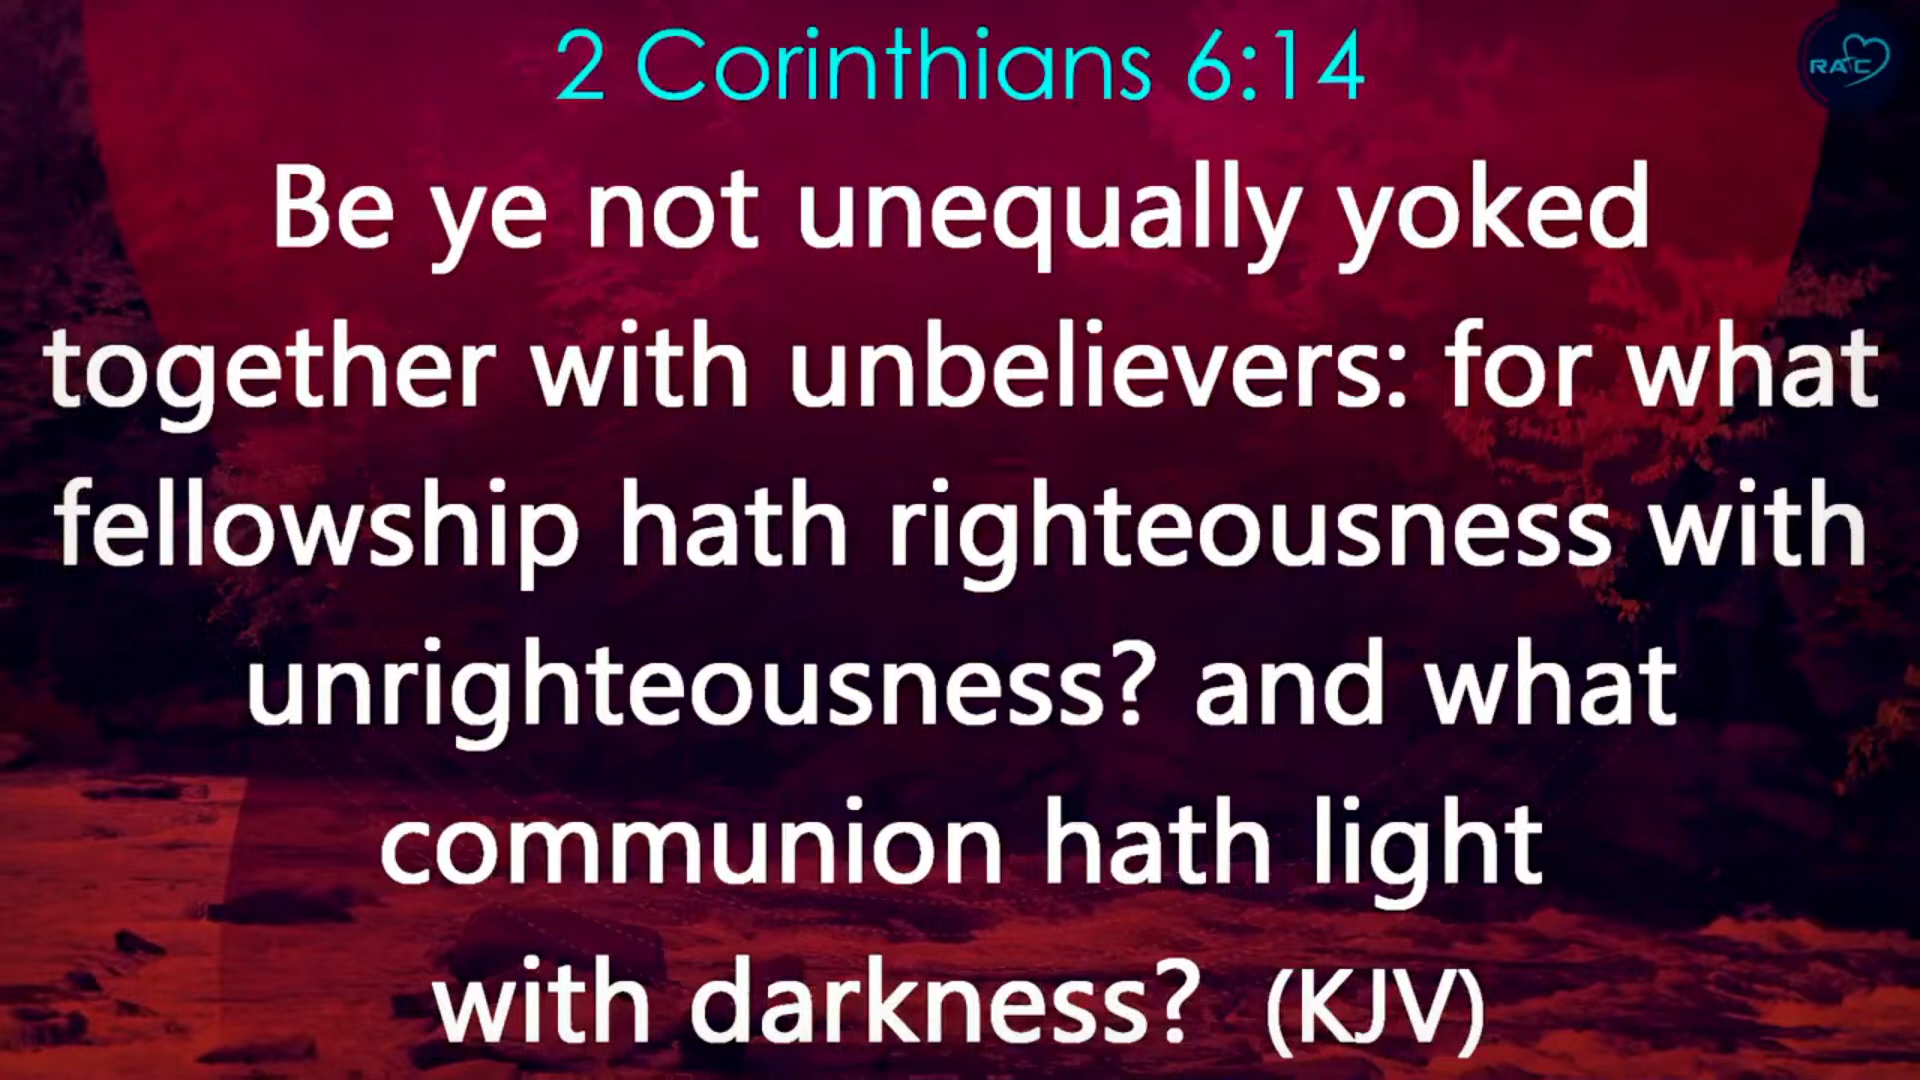 2 Corinthians 6:14
RAC
Be ye not unequally yoked
together with unbelievers: for what
fellowship hath righteousness with
unrighteousness? and what
communion hath light
with darkness? (KJV)